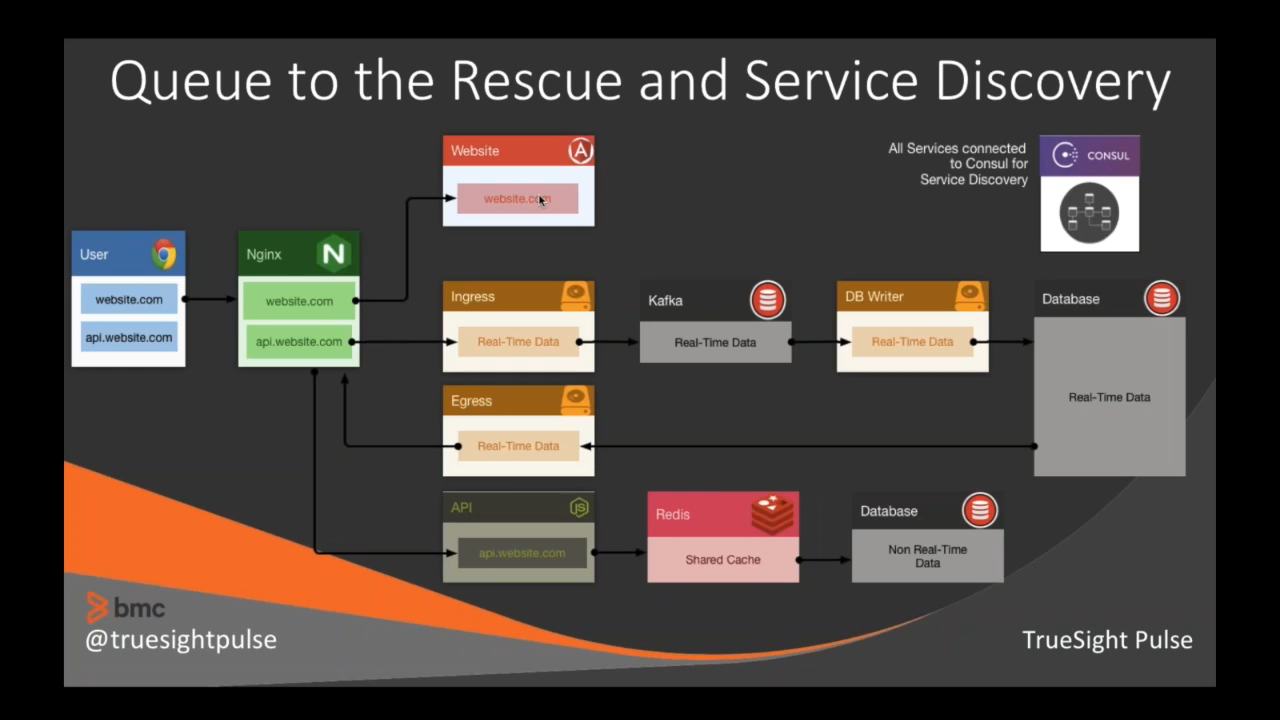 Queue to the Rescue and Service Discovery
Website
website.com
All Services connected
to Consul for
Service Discovery
CONSUL
User
website.com
api.website.com
Nginx
N
website.com
api.website.com
Ingress
Real-Time Data
Kafka
Real-Time Data
DB Writer
Real-Time Data
Database
Real-Time Data
Egress
Real-Time Data
API
JS
api.website.com
Redis
Shared Cache
Database
Non Real-Time
Data
bmc
@truesightpulse
TrueSight Pulse